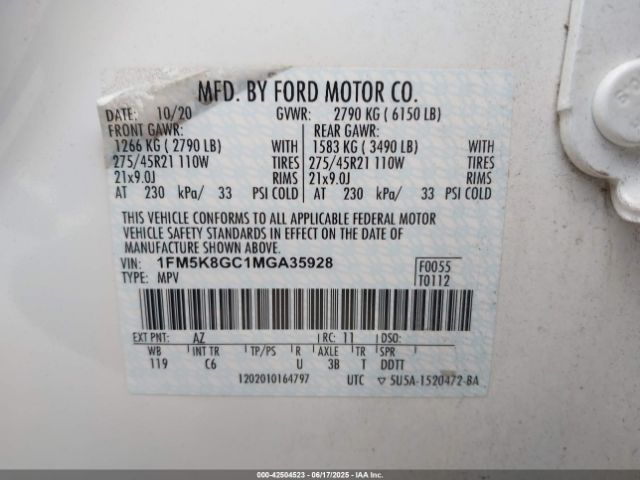 MFD. BY FORD MOTOR CO.
DATE: 10/20 GVWR: 2790 KG ( 6150 LB)
FRONT GAWR: REAR GAWR:
1266 KG ( 2790 LB) WITH 1583 KG ( 3490 LB) WITH
275/45R21 110W TIRES 275/45R21 110W TIRES
21x9.0J RIMS 21x9.0J RIMS
AT 230 kPa/ 33 PSI COLD AT 230 kPa/ 33 PSI COLD
THIS VEHICLE CONFORMS TO ALL APPLICABLE FEDERAL MOTOR
VEHICLE SAFETY STANDARDS IN EFFECT ON THE DATE OF
MANUFACTURE SHOWN ABOVE.
VIN: 1FM5K8GC1MGA35928 F0055
TYPE: MPV T0112
EXT PNT: AZ RC: 11 DSO:
WB INT TR TP/PS R AXLE TR SPR
119 C6 U 3B T DDTT
1202010164797 UTC ▽ 5U5A-1520472-BA
000-42504523 - 06/17/2025 - IAAI.COM